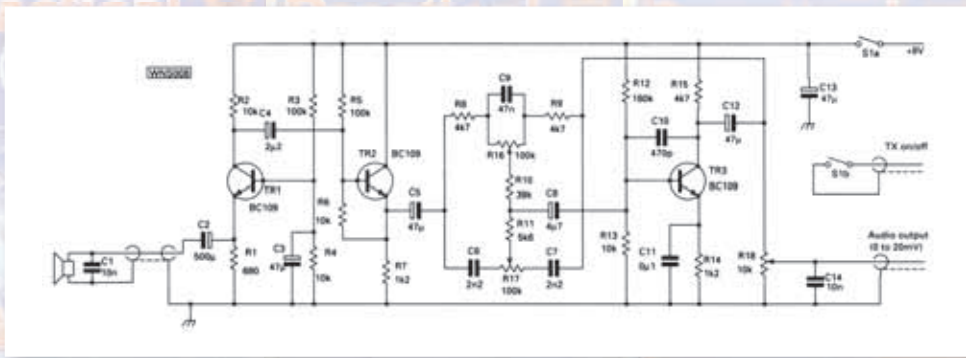 WNG008
S1a
+9V
R2
10k
R3
100k
R5
100k
C4
2µ2
TR1
BC109
TR2
BC109
C2
500µ
C1
10n
R1
680
C3
47µ
R4
10k
R6
10k
R7
1k2
C5
47µ
R8
4k7
C9
47n
R9
4k7
R16
100k
R10
39k
C8
4µ7
R11
5k6
C6
2n2
R17
100k
C7
2n2
R12
180k
R15
4k7
C10
470p
C12
47µ
TR3
BC109
R13
10k
C11
0µ1
R14
1k2
R18
10k
C13
47µ
TX on/off
S1b
Audio output
(0 to 20mV)
C14
10n